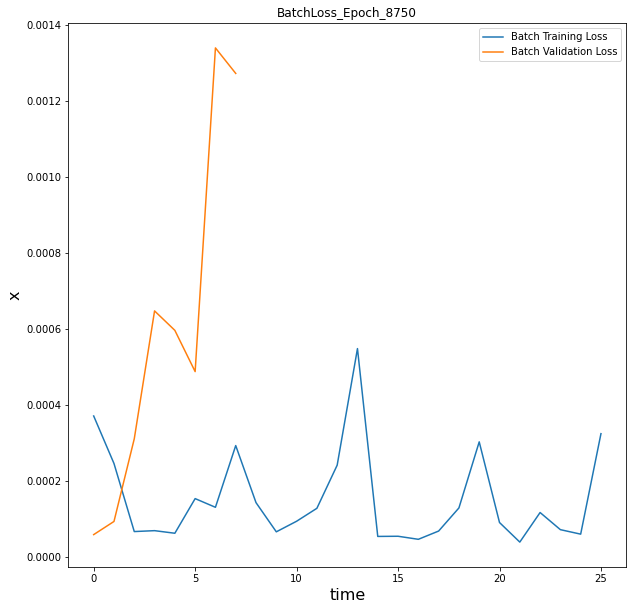 BatchLoss_Epoch_8750
Batch Training Loss
Batch Validation Loss
0.0014
0.0012
0.0010
0.0008
0.0006
0.0004
0.0002
0.0000
x
0 5 10 15 20 25
time